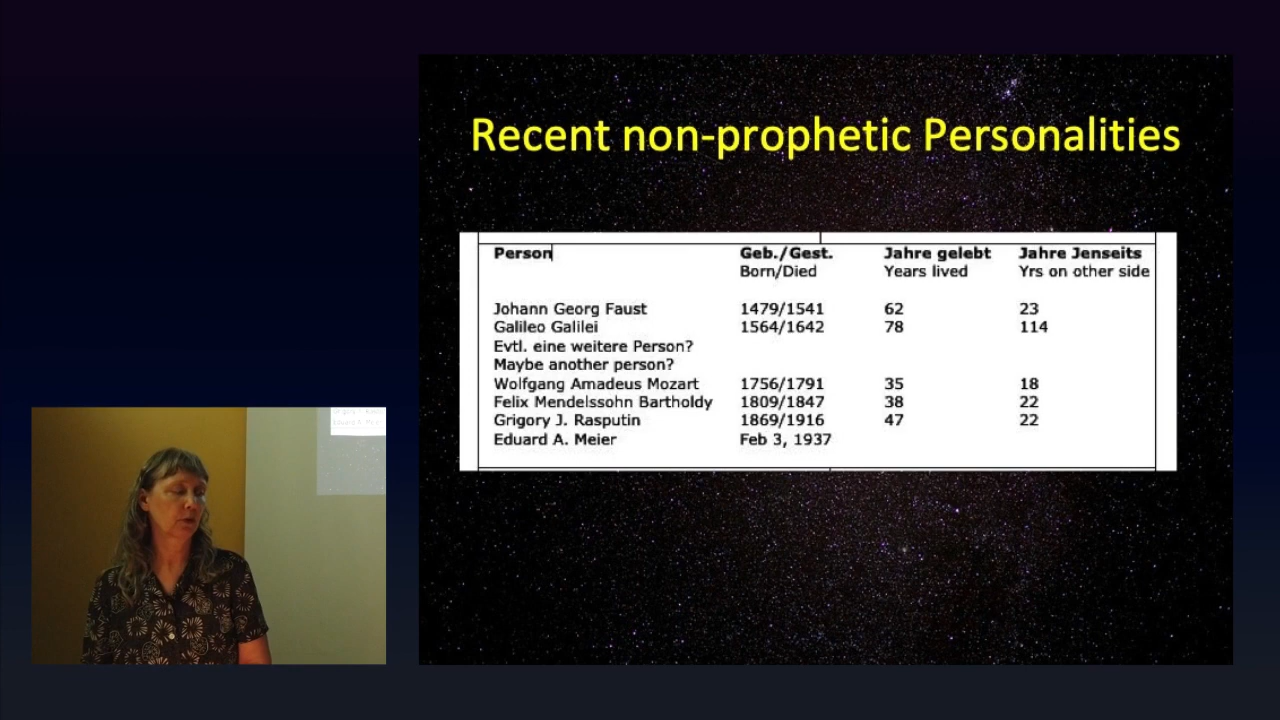 Recent non-prophetic Personalities
Person Geb./Gest. Jahre gelebt Jahre Jenseits
Born/Died Years lived Yrs on other side
Johann Georg Faust 1479/1541 62 23
Galileo Galilei 1564/1642 78 114
Evtl. eine weitere Person?
Maybe another person?
Wolfgang Amadeus Mozart 1756/1791 35 18
Felix Mendelssohn Bartholdy 1809/1847 38 22
Grigory J. Rasputin 1869/1916 47 22
Eduard A. Meier Feb 3, 1937